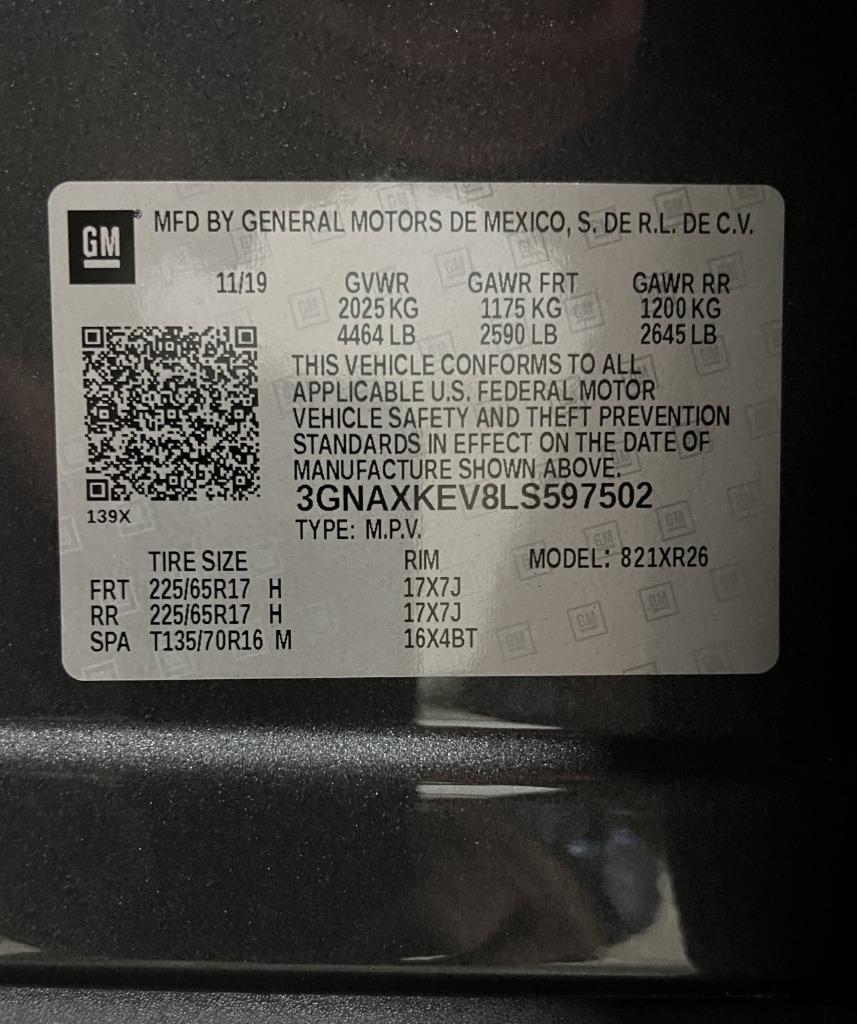 GM® MFD BY GENERAL MOTORS DE MEXICO, S. DE R.L. DE C.V.
11/19 GVWR GAWR FRT GAWR RR
2025 KG 1175 KG 1200 KG
4464 LB 2590 LB 2645 LB
THIS VEHICLE CONFORMS TO ALL
APPLICABLE U.S. FEDERAL MOTOR
VEHICLE SAFETY AND THEFT PREVENTION
STANDARDS IN EFFECT ON THE DATE OF
MANUFACTURE SHOWN ABOVE.
3GNAXKEV8LS597502
139X
TYPE: M.P.V.
TIRE SIZE RIM MODEL: 821XR26
FRT 225/65R17 H 17X7J
RR 225/65R17 H 17X7J
SPA T135/70R16 M 16X4BT